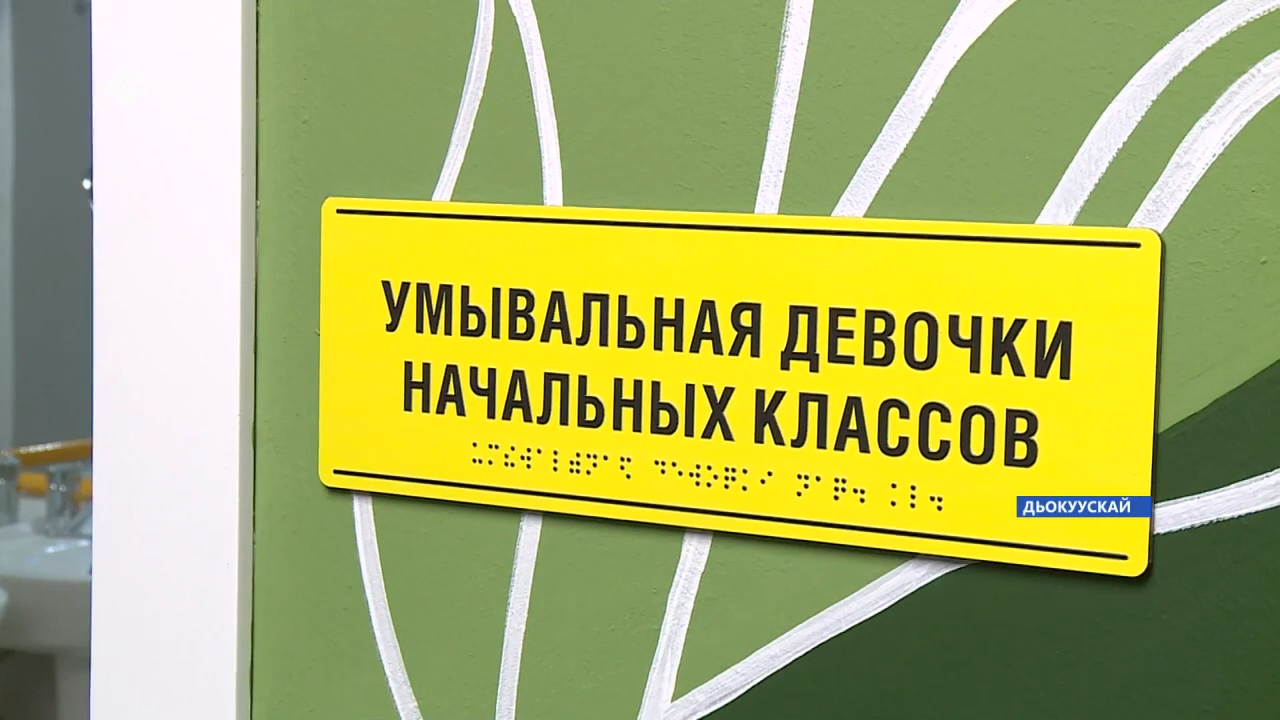 УМЫВАЛЬНАЯ ДЕВОЧКИ
НАЧАЛЬНЫХ КЛАССОВ
ДЬОКУУСКАЙ